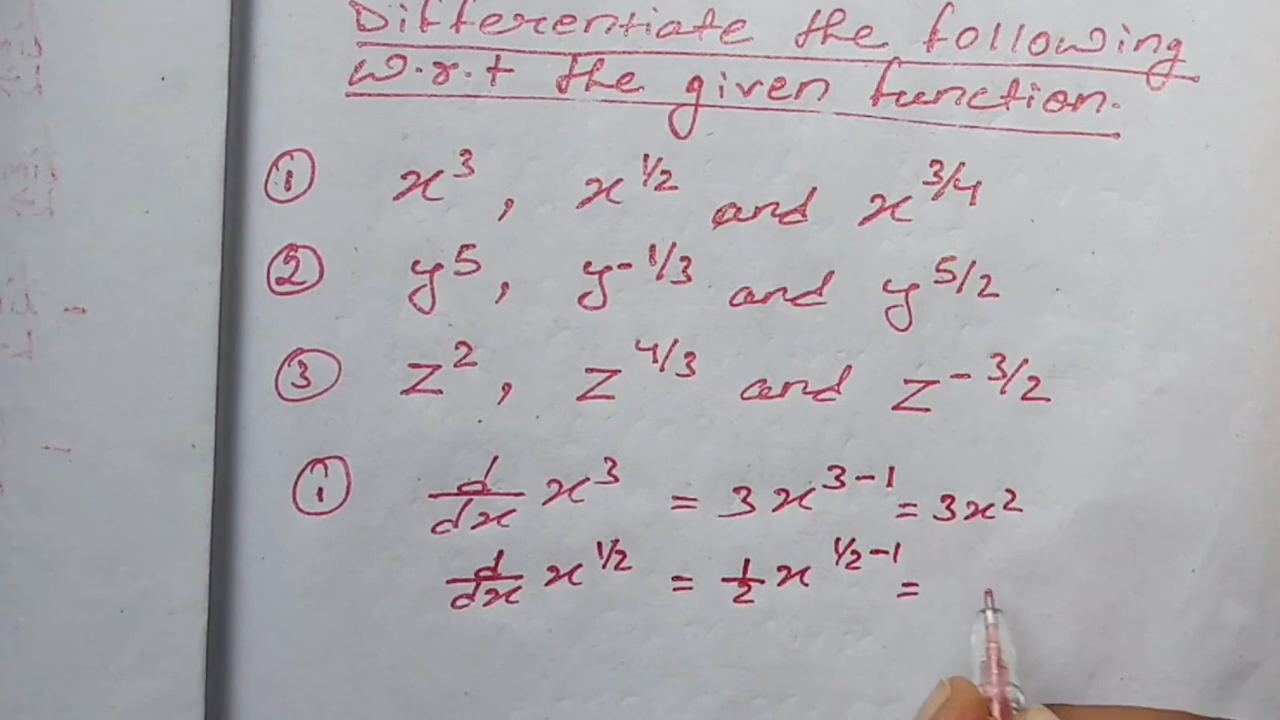 Differentiate the following
w.r.t the given function.
① x³, x^1/2 and x^3/4
② y⁵, y^-1/3 and y^5/2
③ z², z^4/3 and z^-3/2
① d/dx x³ = 3x^3-1 = 3x²
d/dx x^1/2 = 1/2 x^1/2-1 =